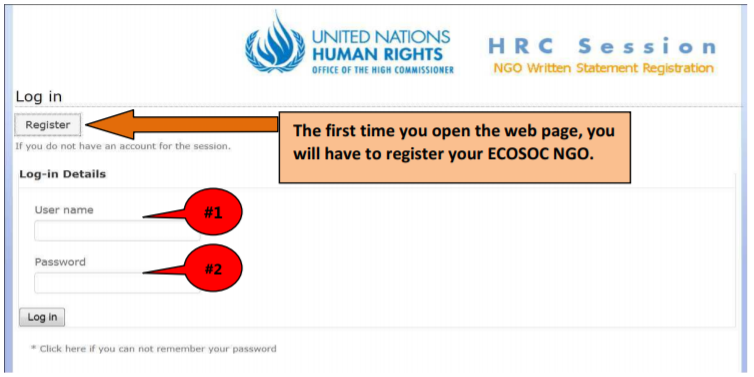 UNITED NATIONS
HUMAN RIGHTS
OFFICE OF THE HIGH COMMISSIONER
HRC Session
NGO Written Statement Registration
Log in
Register
The first time you open the web page, you
will have to register your ECOSOC NGO.
If you do not have an account for the session.
Log-in Details
User name
#1
Password
#2
Log in
* Click here if you can not remember your password